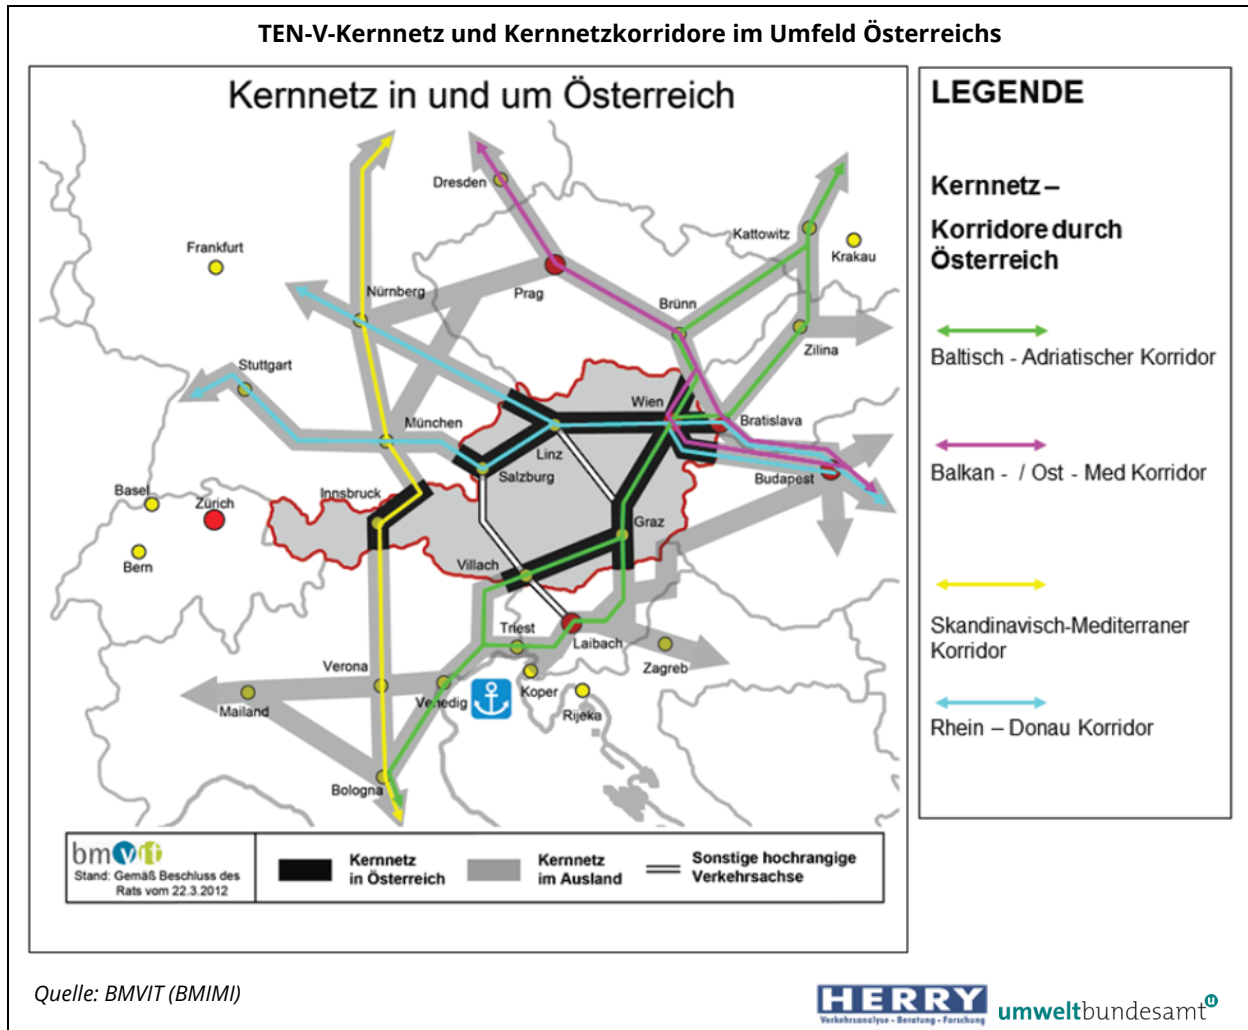 TEN-V-Kernnetz und Kernnetzkorridore im Umfeld Österreichs
Kernnetz in und um Österreich
Dresden
Kattowitz
Krakau
Frankfurt
Nürnberg
Prag
Brünn
Zilina
Stuttgart
München
Wien
Bratislava
Linz
Salzburg
Budapest
Basel
Zürich
Innsbruck
Bern
Graz
Villach
Triest
Laibach
Zagreb
Verona
Mailand
Venedig
Koper
Rijeka
Bologna
bmvit
Stand: Gemäß Beschluss des
Rats vom 22.3.2012
Kernnetz
in Österreich
Kernnetz
im Ausland
Sonstige hochrangige
Verkehrsachse
LEGENDE
Kernnetz –
Korridore durch
Österreich
Baltisch - Adriatischer Korridor
Balkan - / Ost - Med Korridor
Skandinavisch-Mediterraner
Korridor
Rhein – Donau Korridor
Quelle: BMVIT (BMIMI)
HERRY
Verkehrsanalyse • Beratung • Forschung
umweltbundesamt